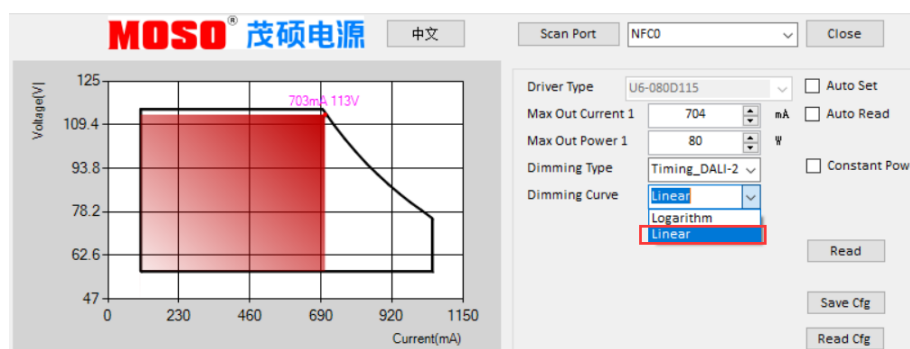 MOSO® 茂硕电源
中文
Scan Port
NFC0
Close
Voltage[V]
125
109.4
93.8
78.2
62.6
47
703mA 113V
0 230 460 690 920 1150
Current(mA)
Driver Type
U6-080D115
Auto Set
Max Out Current 1
704
mA
Auto Read
Max Out Power 1
80
W
Dimming Type
Timing_DALI-2
Constant Pow
Dimming Curve
Linear
Logarithm
Linear
Read
Save Cfg
Read Cfg